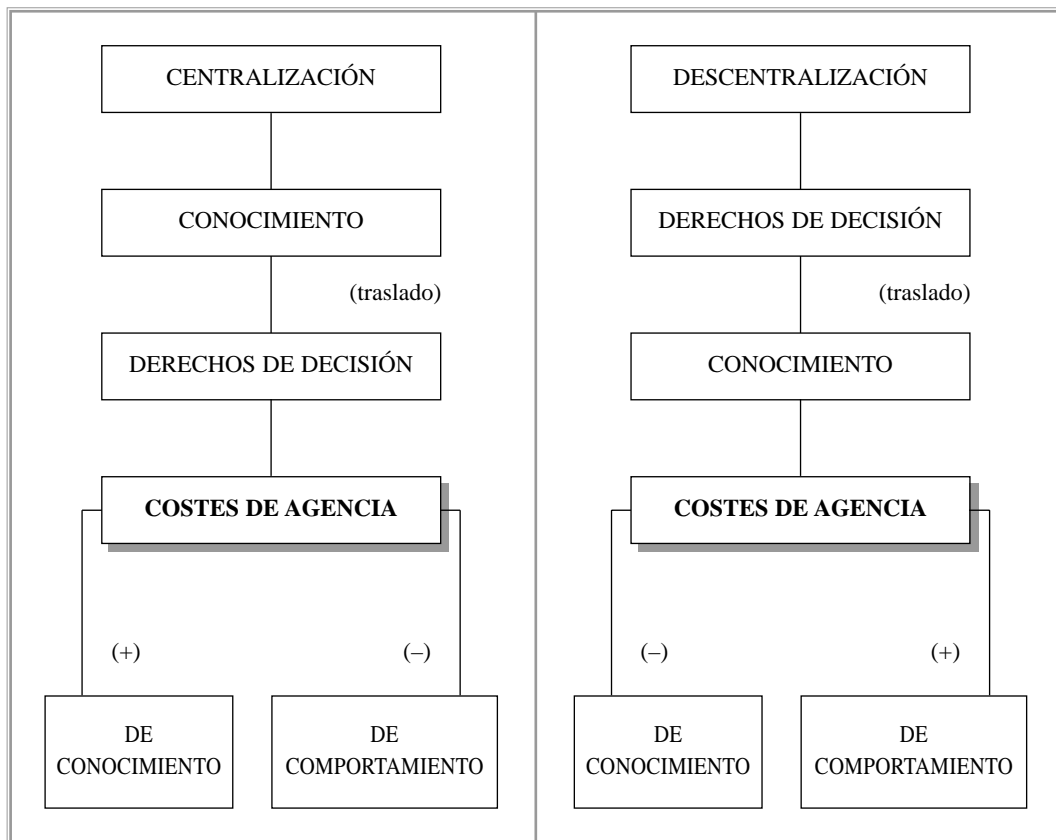 CENTRALIZACIÓN
CONOCIMIENTO
(traslado)
DERECHOS DE DECISIÓN
COSTES DE AGENCIA
(+)
(–)
DE
CONOCIMIENTO
DE
COMPORTAMIENTO
DESCENTRALIZACIÓN
DERECHOS DE DECISIÓN
(traslado)
CONOCIMIENTO
COSTES DE AGENCIA
(–)
(+)
DE
CONOCIMIENTO
DE
COMPORTAMIENTO